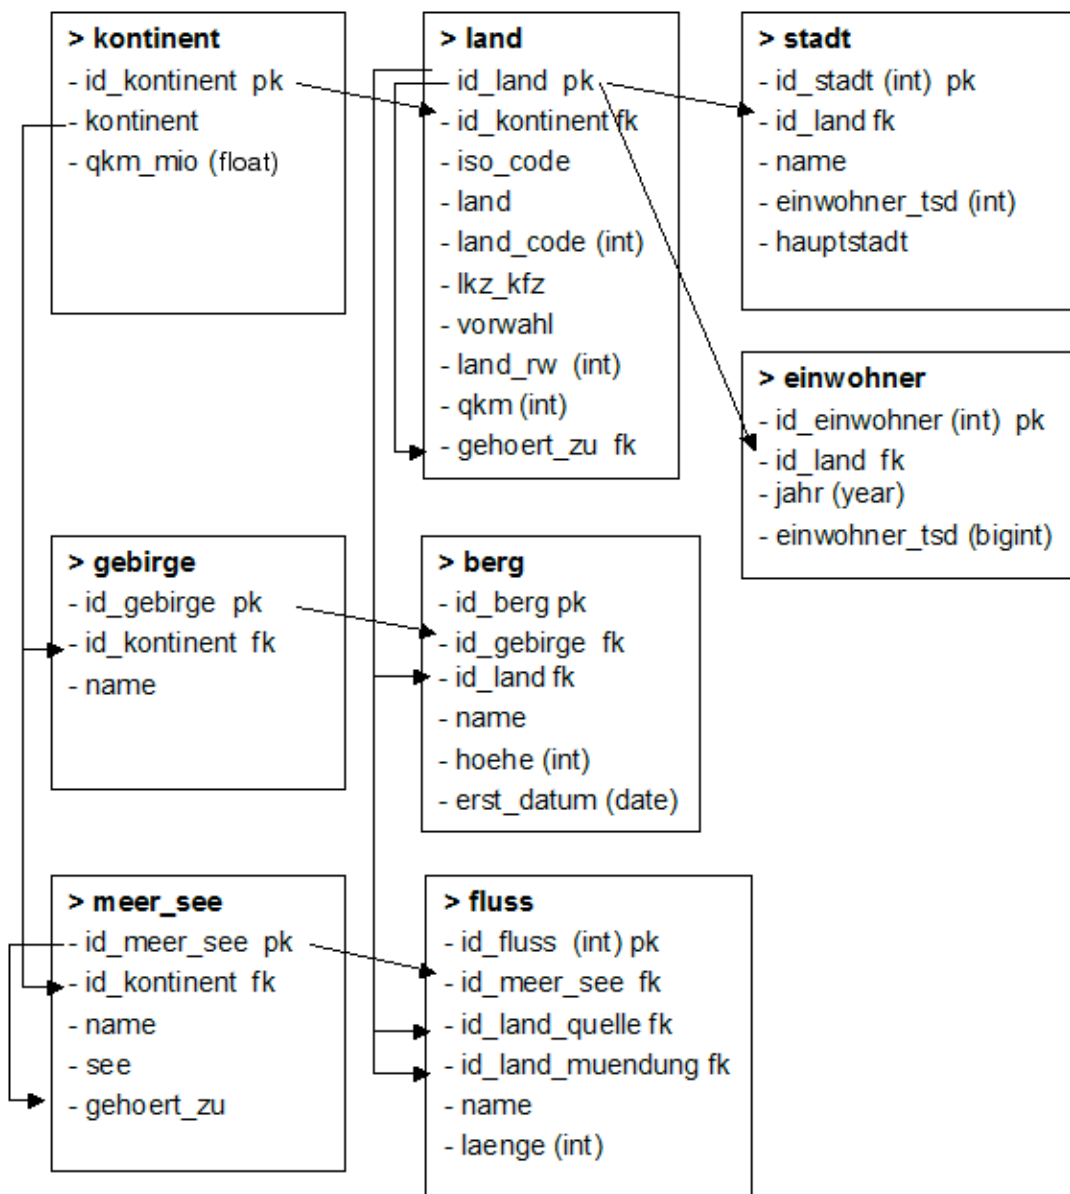 > kontinent
- id_kontinent pk
- kontinent
- qkm_mio (float)
> land
- id_land pk
- id_kontinent fk
- iso_code
- land
- land_code (int)
- lkz_kfz
- vorwahl
- land_rw (int)
- qkm (int)
- gehoert_zu fk
> stadt
- id_stadt (int) pk
- id_land fk
- name
- einwohner_tsd (int)
- hauptstadt
> einwohner
- id_einwohner (int) pk
- id_land fk
- jahr (year)
- einwohner_tsd (bigint)
> gebirge
- id_gebirge pk
- id_kontinent fk
- name
> berg
- id_berg pk
- id_gebirge fk
- id_land fk
- name
- hoehe (int)
- erst_datum (date)
> meer_see
- id_meer_see pk
- id_kontinent fk
- name
- see
- gehoert_zu
> fluss
- id_fluss (int) pk
- id_meer_see fk
- id_land_quelle fk
- id_land_muendung fk
- name
- laenge (int)